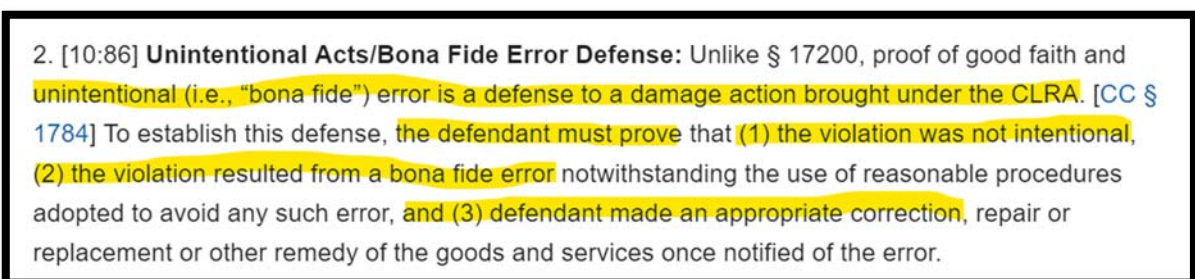 2. [10:86] Unintentional Acts/Bona Fide Error Defense: Unlike § 17200, proof of good faith and
unintentional (i.e., “bona fide”) error is a defense to a damage action brought under the CLRA. [CC §
1784] To establish this defense, the defendant must prove that (1) the violation was not intentional,
(2) the violation resulted from a bona fide error notwithstanding the use of reasonable procedures
adopted to avoid any such error, and (3) defendant made an appropriate correction, repair or
replacement or other remedy of the goods and services once notified of the error.